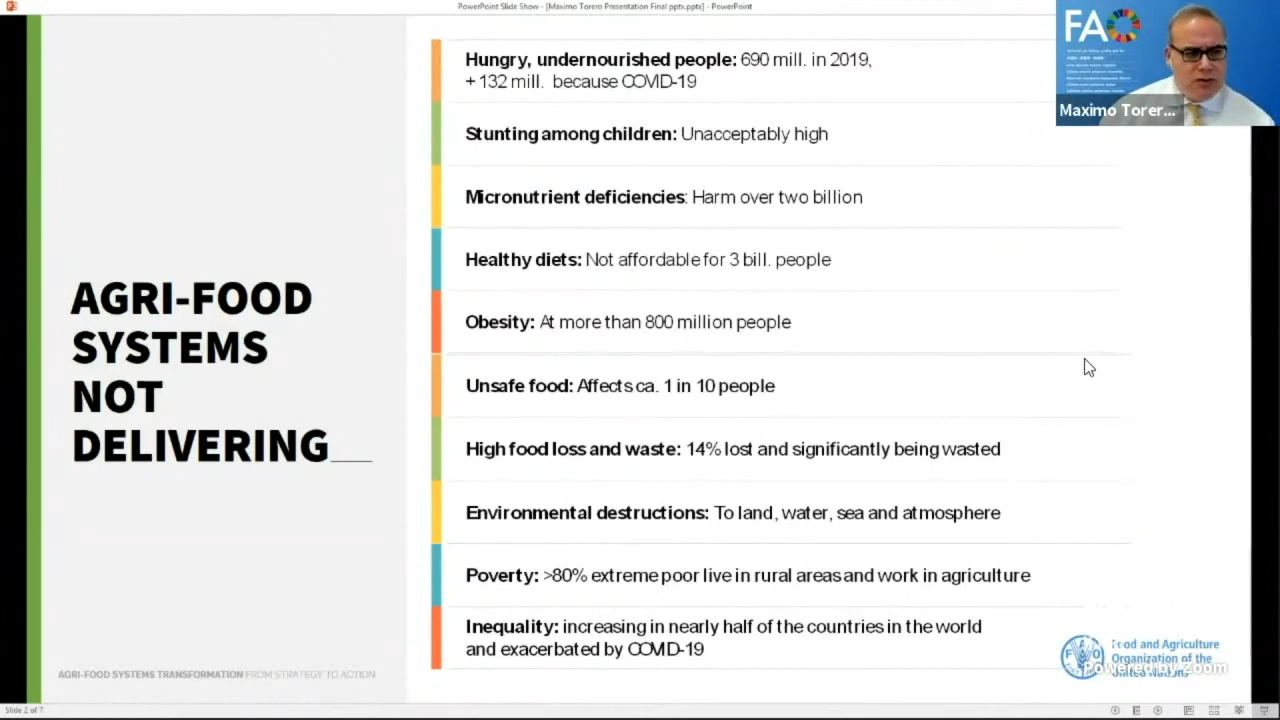 PowerPoint Slide Show - [Maximo Torero Presentation Final pptx.pptx] - PowerPoint
FAO
Maximo Torer...
AGRI-FOOD
SYSTEMS
NOT
DELIVERING__
Hungry, undernourished people: 690 mill. in 2019,
+ 132 mill. because COVID-19
Stunting among children: Unacceptably high
Micronutrient deficiencies: Harm over two billion
Healthy diets: Not affordable for 3 bill. people
Obesity: At more than 800 million people
Unsafe food: Affects ca. 1 in 10 people
High food loss and waste: 14% lost and significantly being wasted
Environmental destructions: To land, water, sea and atmosphere
Poverty: >80% extreme poor live in rural areas and work in agriculture
Inequality: increasing in nearly half of the countries in the world
and exacerbated by COVID-19
AGRI-FOOD SYSTEMS TRANSFORMATION FROM STRATEGY TO ACTION
Food and Agriculture
Organization of the
United Nations
Powered by Zoom
Slide 2 of 7